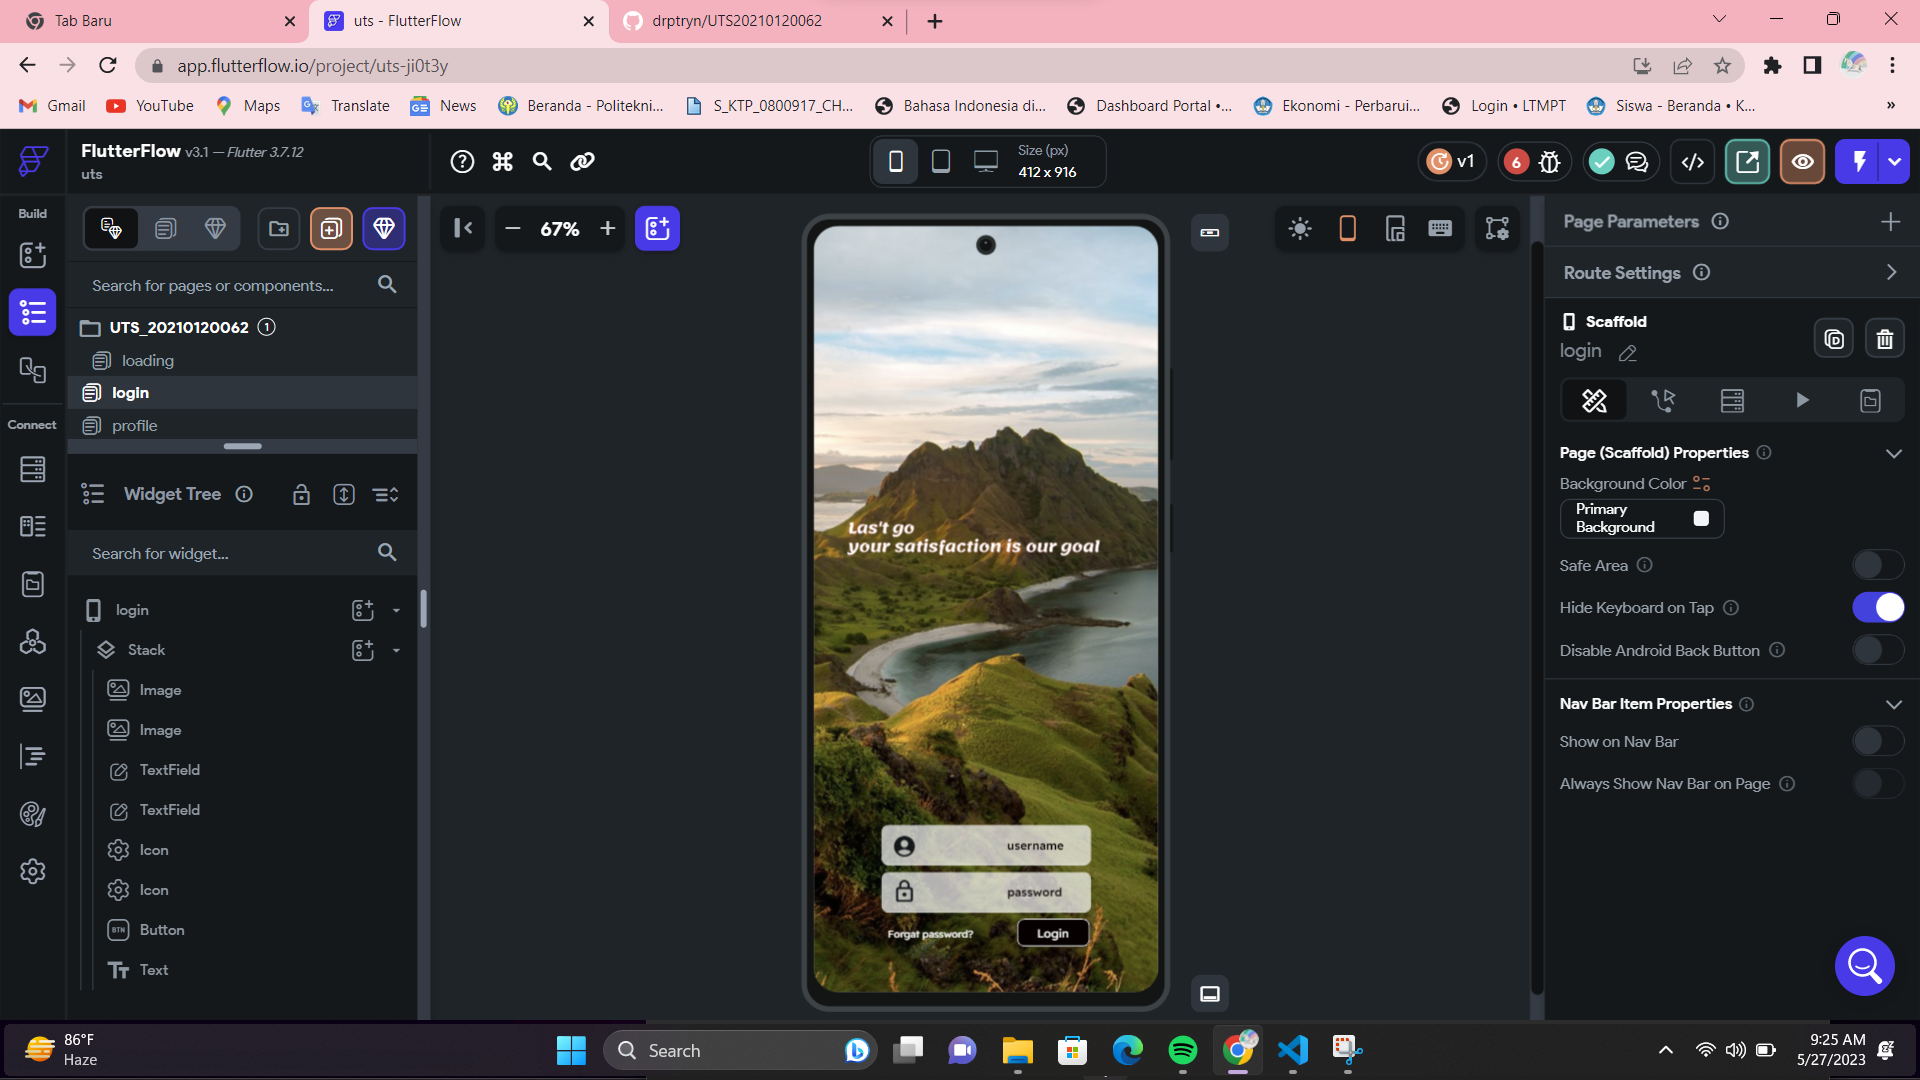 Tab Baru
uts - FlutterFlow
drptryn/UTS20210120062
app.flutterflow.io/project/uts-ji0t3y
Gmail
YouTube
Maps
Translate
News
Beranda - Politekni...
S_KTP_0800917_CH...
Bahasa Indonesia di...
Dashboard Portal •...
Ekonomi - Perbarui...
Login • LTMPT
Siswa - Beranda • K...
»
FlutterFlow v3.1 — Flutter 3.7.12
uts
Size (px)
412 x 916
v1
6
Build
67%
Search for pages or components...
UTS_20210120062 1
loading
login
profile
Connect
Widget Tree
Search for widget...
login
Stack
Image
Image
TextField
TextField
Icon
Icon
BTN Button
Tt Text
Las't go
your satisfaction is our goal
username
password
Forgat password?
Login
Page Parameters
Route Settings
Scaffold
login
Page (Scaffold) Properties
Background Color
Primary
Background
Safe Area
Hide Keyboard on Tap
Disable Android Back Button
Nav Bar Item Properties
Show on Nav Bar
Always Show Nav Bar on Page
86°F
Haze
Search
9:25 AM
5/27/2023